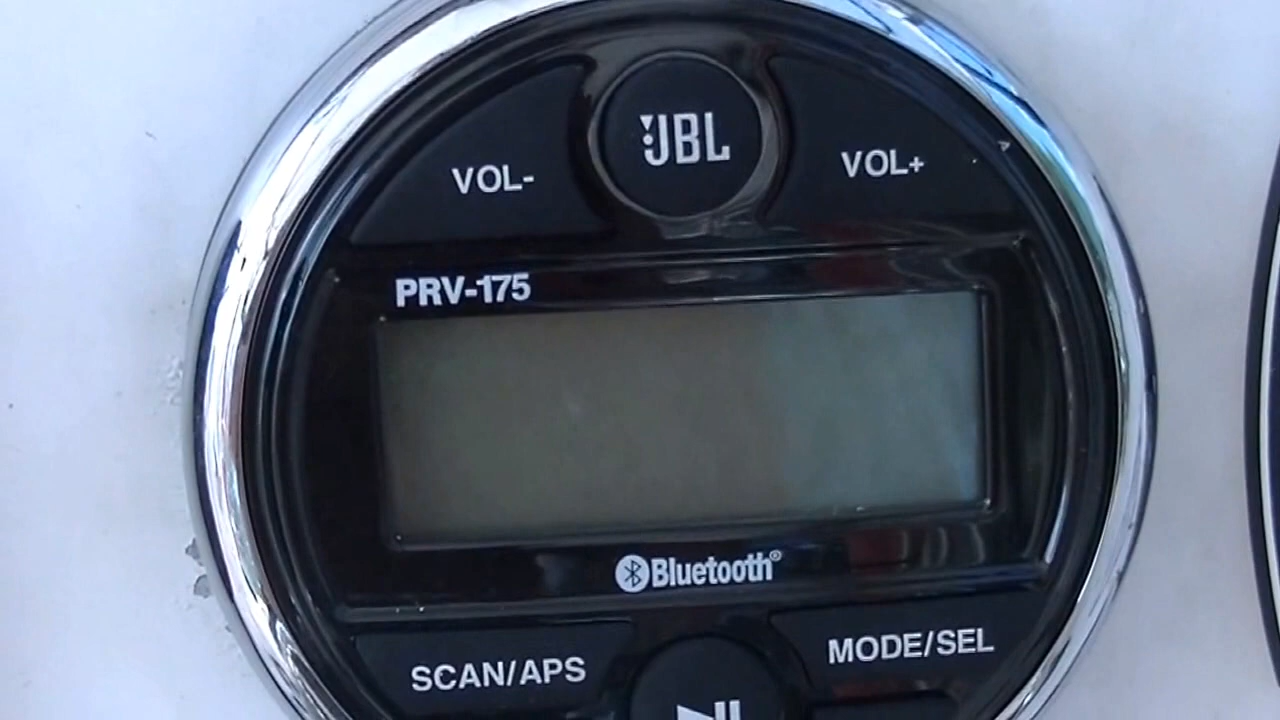 JBL
VOL-
VOL+
PRV-175
Bluetooth®
SCAN/APS
MODE/SEL